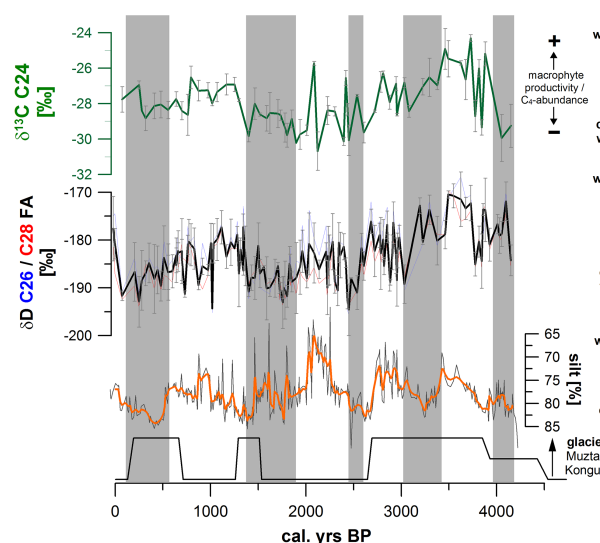 -24
-26
-28
-30
-32
δ¹³C C24
[‰]
+
macrophyte
productivity /
C₄-abundance
−
w
w
-170
-180
-190
-200
δD C26 / C28 FA
[‰]
w
65
70
75
80
85
silt [%]
w
glacie
Muzta
Kongu
0
1000
2000
3000
4000
cal. yrs BP